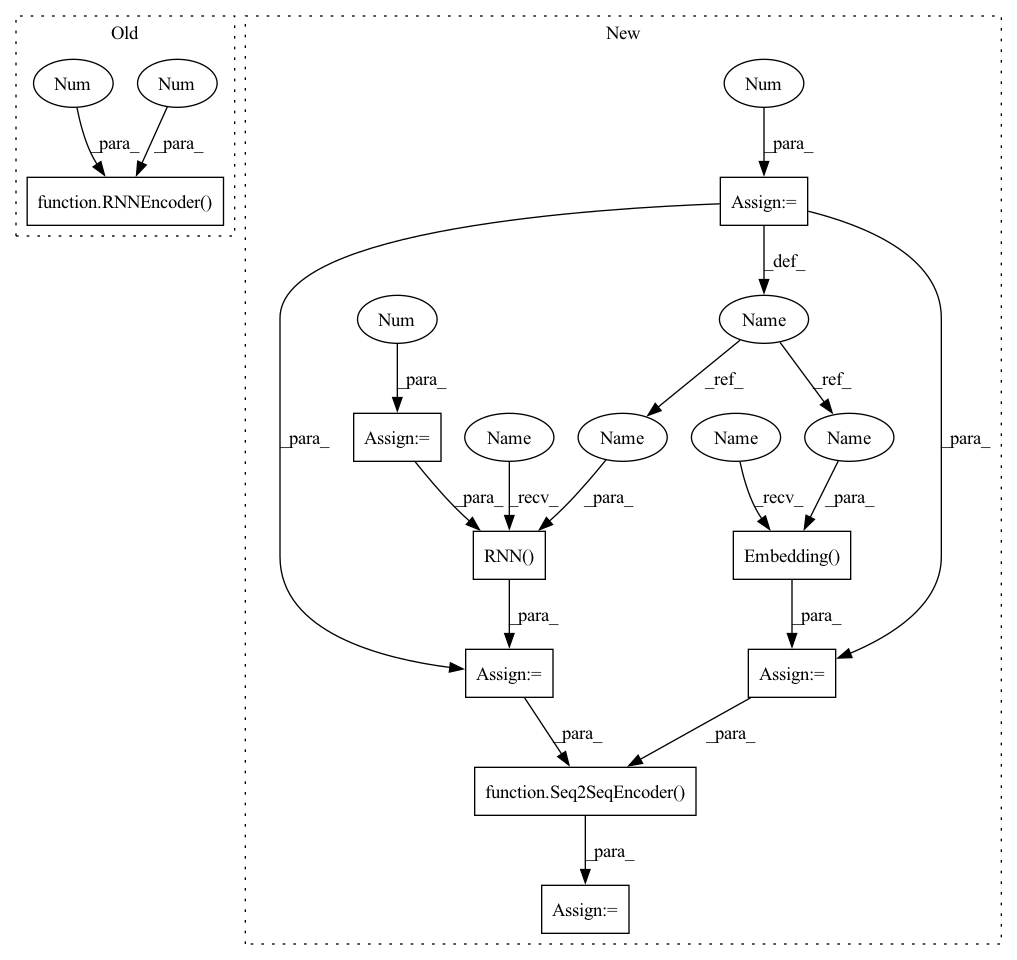 Old
New
Num
Num
Num
_para_
_para_
_para_
function.RNNEncoder()
Assign:=
_def_
Num
Name
_para_
_ref_
_ref_
_para_
Assign:=
Name
Name
Name
Name
_para_
_para_
_recv_
_para_
_recv_
_para_
RNN()
Embedding()
_para_
_para_
Assign:=
Assign:=
_para_
_para_
function.Seq2SeqEncoder()
_para_
Assign:=